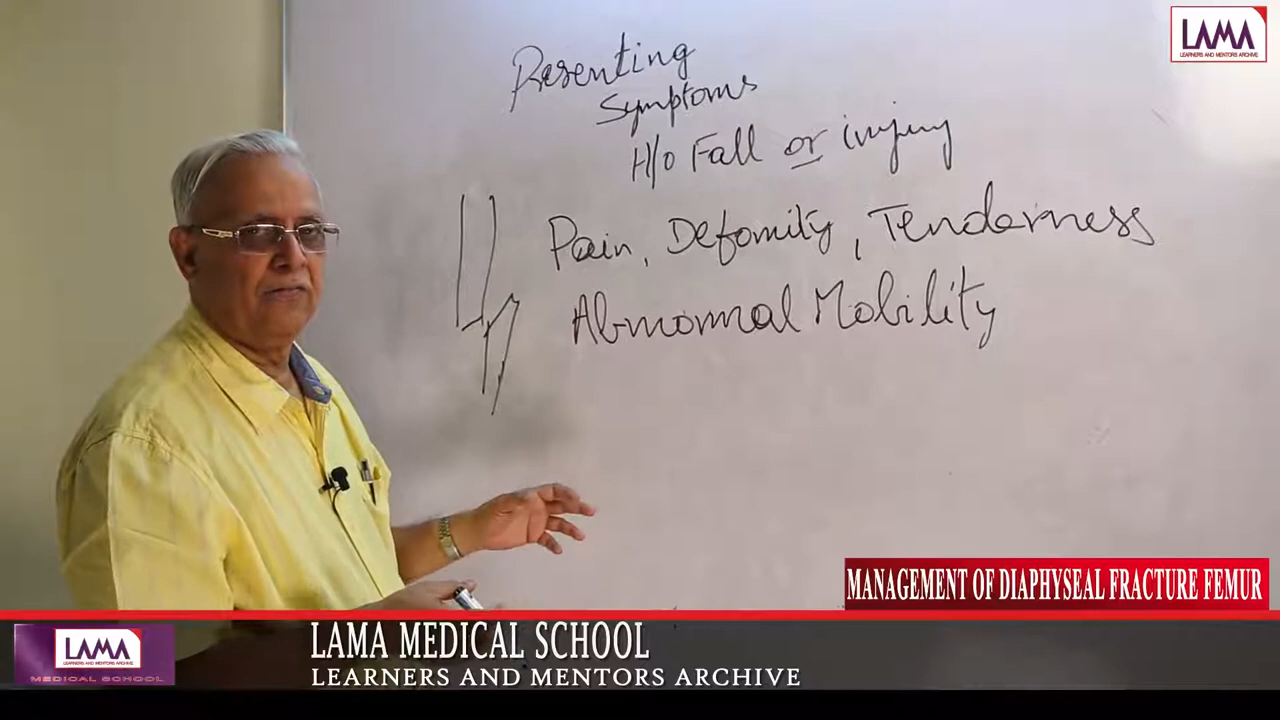 LAMA
LEARNERS AND MENTORS ARCHIVE
Presenting
Symptoms
H/o Fall or injury
Pain, Defomity, Tenderness
Abnormal Mobility
MANAGEMENT OF DIAPHYSEAL FRACTURE FEMUR
LAMA
LEARNERS AND MENTORS ARCHIVE
MEDICAL SCHOOL
LAMA MEDICAL SCHOOL
LEARNERS AND MENTORS ARCHIVE